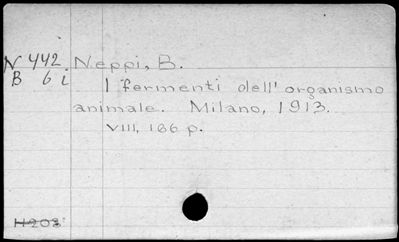 N 442 Neppi, B.
B 6 i
I fermenti dell' organismo
animale. Milano, 1913.
VIII, 166 p.
H203